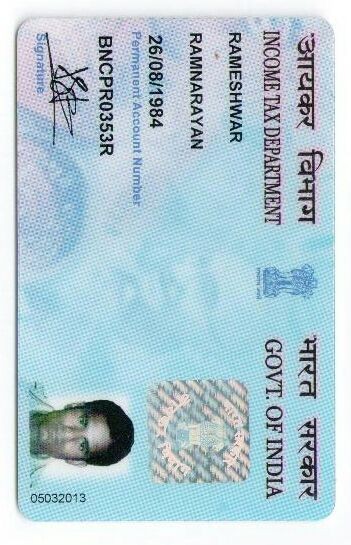 आयकर विभाग
INCOME TAX DEPARTMENT
भारत सरकार
GOVT. OF INDIA
RAMESHWAR
RAMNARAYAN
26/08/1984
Permanent Account Number
BNCPR0353R
Signature
05032013